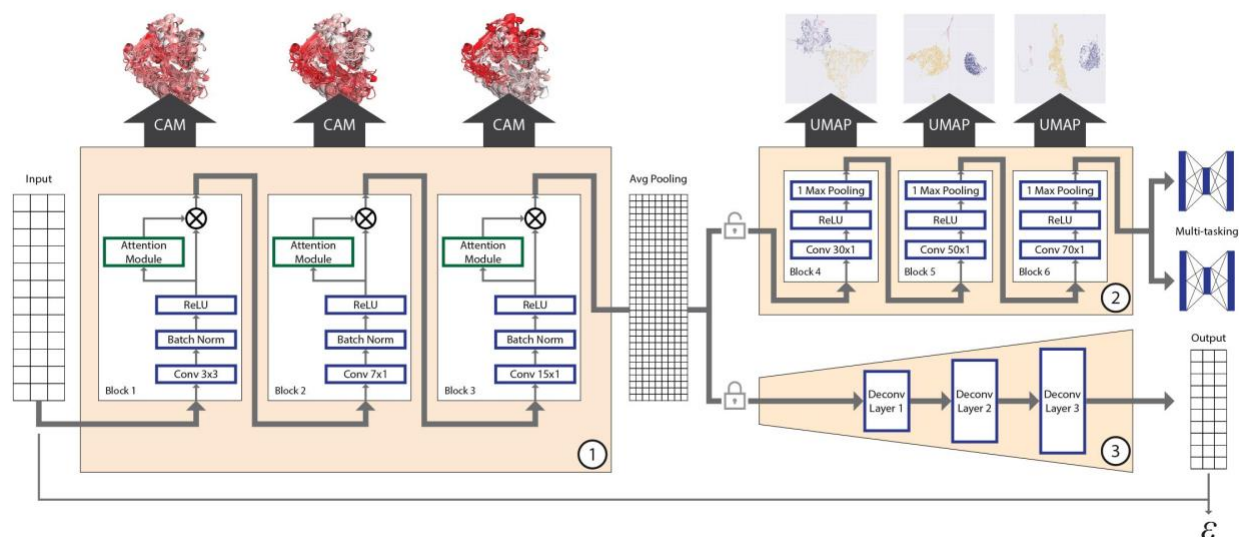 CAM
CAM
CAM
UMAP
UMAP
UMAP
Input
Attention
Module
ReLU
Batch Norm
Conv 3x3
Block 1
Attention
Module
ReLU
Batch Norm
Conv 7x1
Block 2
Attention
Module
ReLU
Batch Norm
Conv 15x1
Block 3
1
Avg Pooling
1 Max Pooling
ReLU
Conv 30x1
Block 4
1 Max Pooling
ReLU
Conv 50x1
Block 5
1 Max Pooling
ReLU
Conv 70x1
Block 6
2
Multi-tasking
Deconv
Layer 1
Deconv
Layer 2
Deconv
Layer 3
3
Output
ε